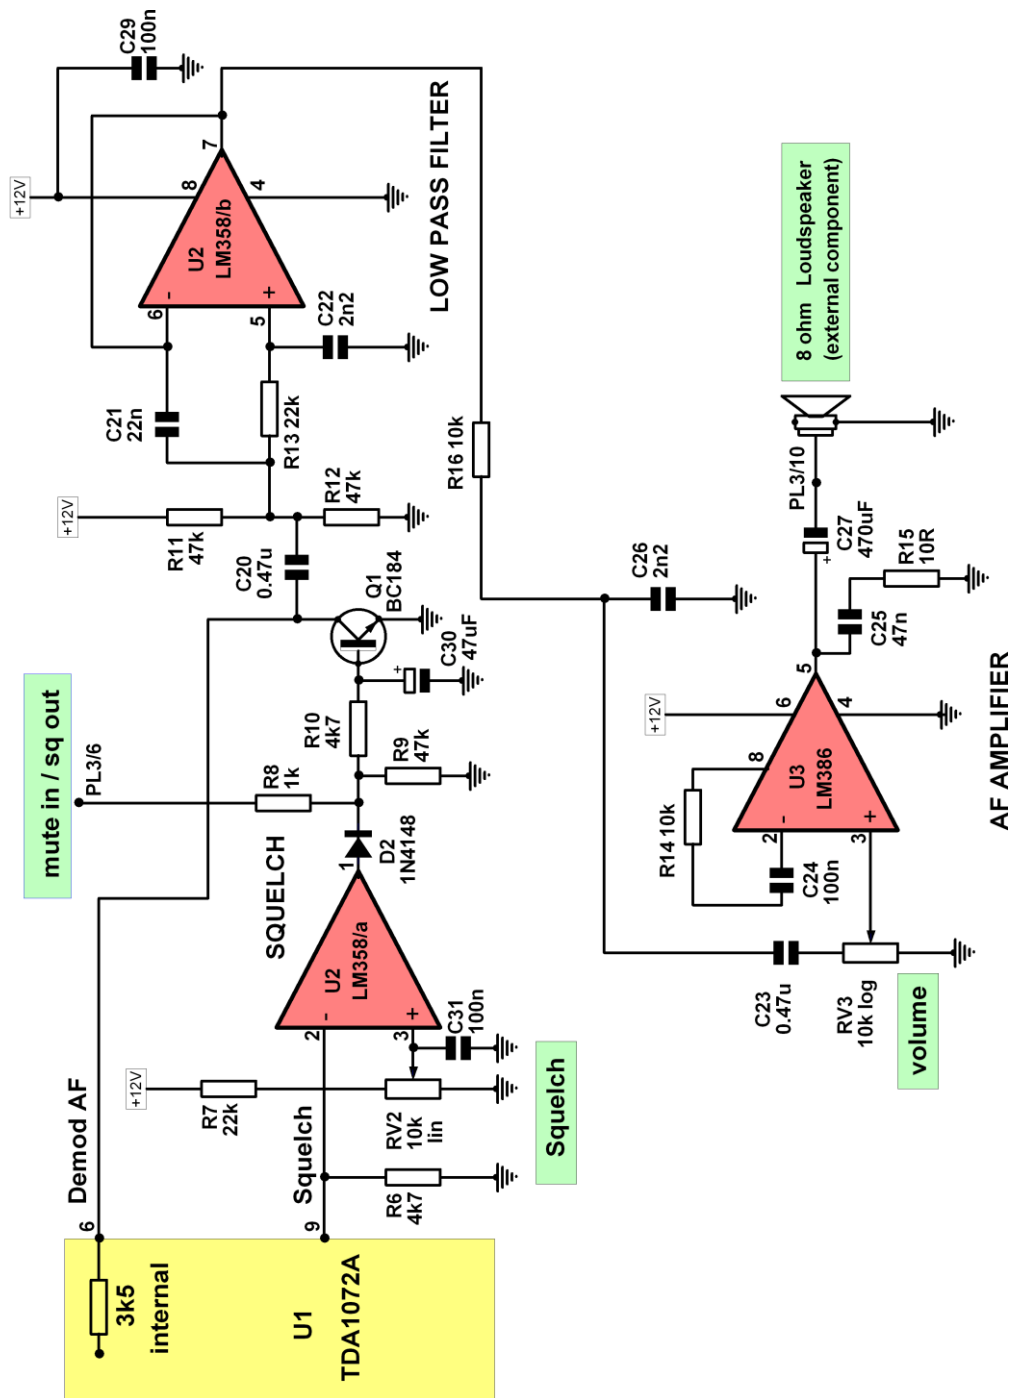 6
Demod AF
3k5
internal
U1
TDA1072A
9
Squelch
R6
4k7
+12V
R7
22k
RV2
10k
lin
Squelch
C31
100n
2
-
3
+
U2
LM358/a
1
SQUELCH
D2
1N4148
mute in / sq out
PL3/6
R8
1k
R9
47k
R10
4k7
+
C30
47uF
Q1
BC184
C20
0.47u
+12V
R11
47k
R12
47k
R13 22k
C21
22n
C22
2n2
6
-
5
+
U2
LM358/b
7
8
4
+12V
C29
100n
LOW PASS FILTER
R16 10k
C26
2n2
C23
0.47u
RV3
10k log
volume
R14 10k
C24
100n
2
-
3
+
U3
LM386
8
6
4
5
+12V
AF AMPLIFIER
C25
47n
R15
10R
+
C27
470uF
PL3/10
8 ohm Loudspeaker
(external component)